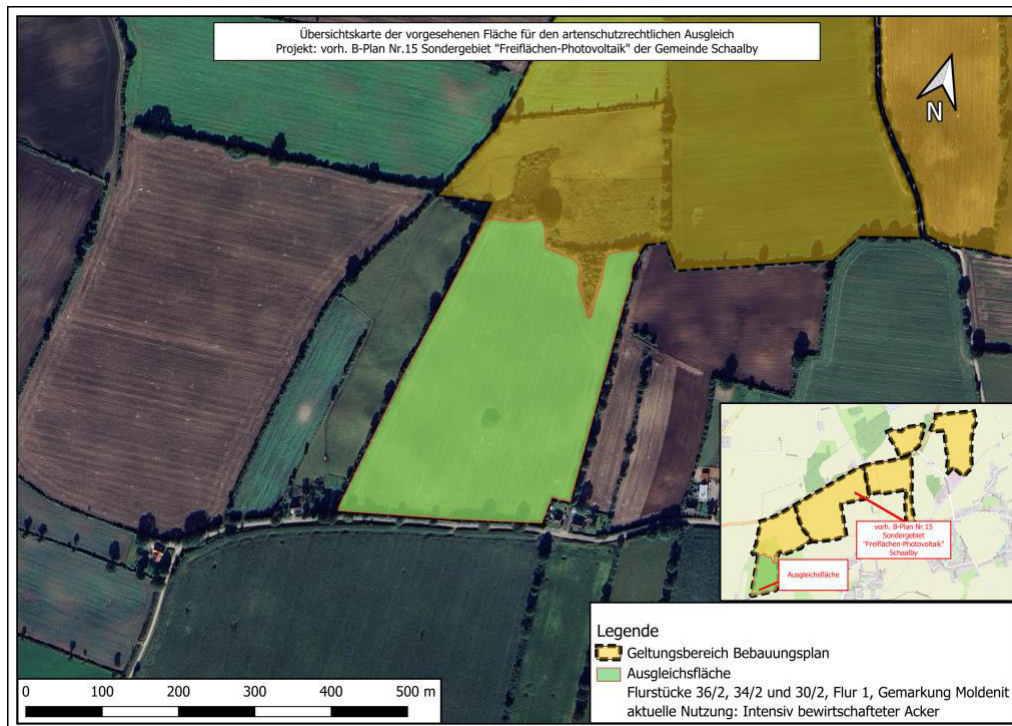 Übersichtskarte der vorgesehenen Fläche für den artenschutzrechtlichen Ausgleich
Projekt: vorh. B-Plan Nr.15 Sondergebiet "Freiflächen-Photovoltaik" der Gemeinde Schaalby
N
vorh. B-Plan Nr.15
Sondergebiet
"Freiflächen-Photovoltaik"
Schaalby
Ausgleichsfläche
Legende
Geltungsbereich Bebauungsplan
Ausgleichsfläche
Flurstücke 36/2, 34/2 und 30/2, Flur 1, Gemarkung Moldenit
aktuelle Nutzung: Intensiv bewirtschafteter Acker
0 100 200 300 400 500 m